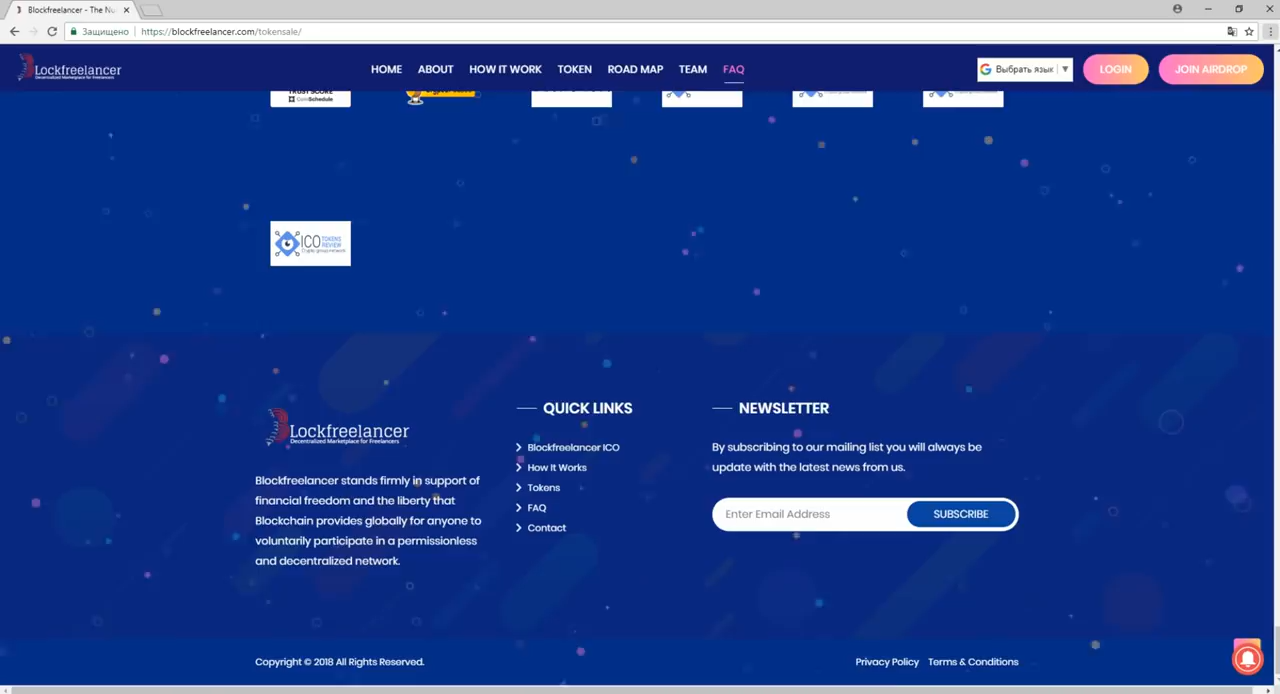 Blockfreelancer - The Nu
Защищено
https://blockfreelancer.com/tokensale/
Lockfreelancer
Decentralized Marketplace for Freelancers
HOME
ABOUT
HOW IT WORK
TOKEN
ROAD MAP
TEAM
FAQ
Выбрать язык
LOGIN
JOIN AIRDROP
TRUST SCORE
CoinSchedule
ICO TOKENS
REVIEW
Crypto group network
Lockfreelancer
Decentralized Marketplace for Freelancers
Blockfreelancer stands firmly in support of
financial freedom and the liberty that
Blockchain provides globally for anyone to
voluntarily participate in a permissionless
and decentralized network.
QUICK LINKS
Blockfreelancer ICO
How It Works
Tokens
FAQ
Contact
NEWSLETTER
By subscribing to our mailing list you will always be
update with the latest news from us.
Enter Email Address
SUBSCRIBE
Copyright © 2018 All Rights Reserved.
Privacy Policy
Terms & Conditions